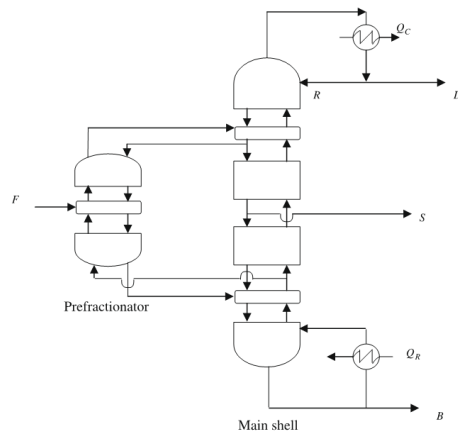 Q_C
R
F
S
Prefractionator
Q_R
B
Main shell